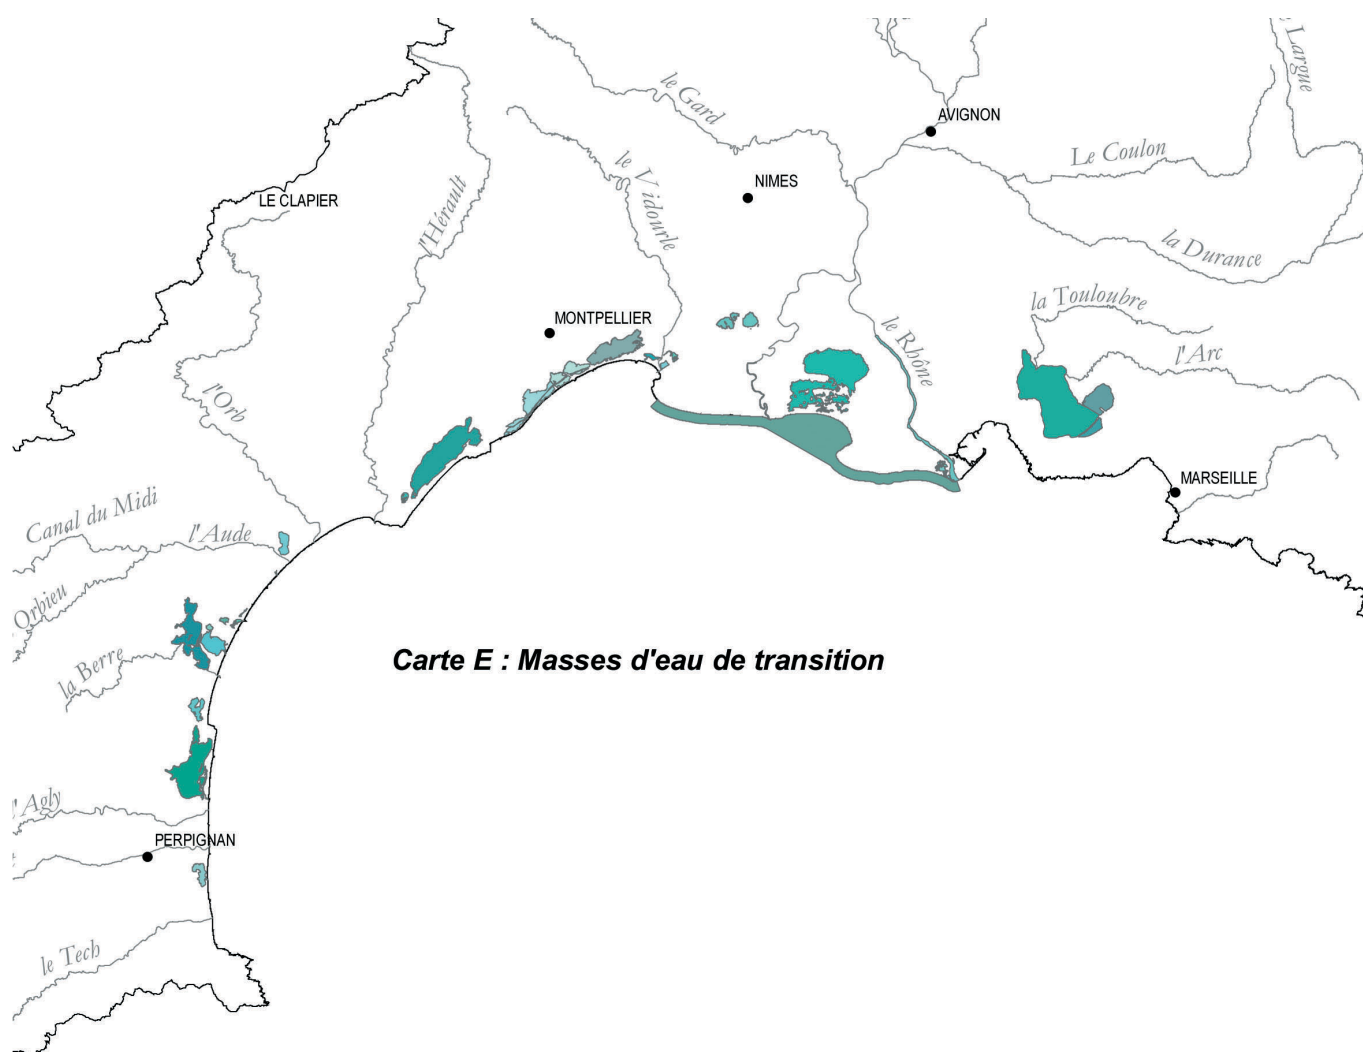 Largue
le Gard
AVIGNON
Le Coulon
le Vidourle
NIMES
l'Hérault
LE CLAPIER
la Durance
la Touloubre
MONTPELLIER
le Rhône
l'Arc
l'Orb
MARSEILLE
Canal du Midi
l'Aude
Orbieu
la Berre
Carte E : Masses d'eau de transition
l'Agly
PERPIGNAN
le Tech